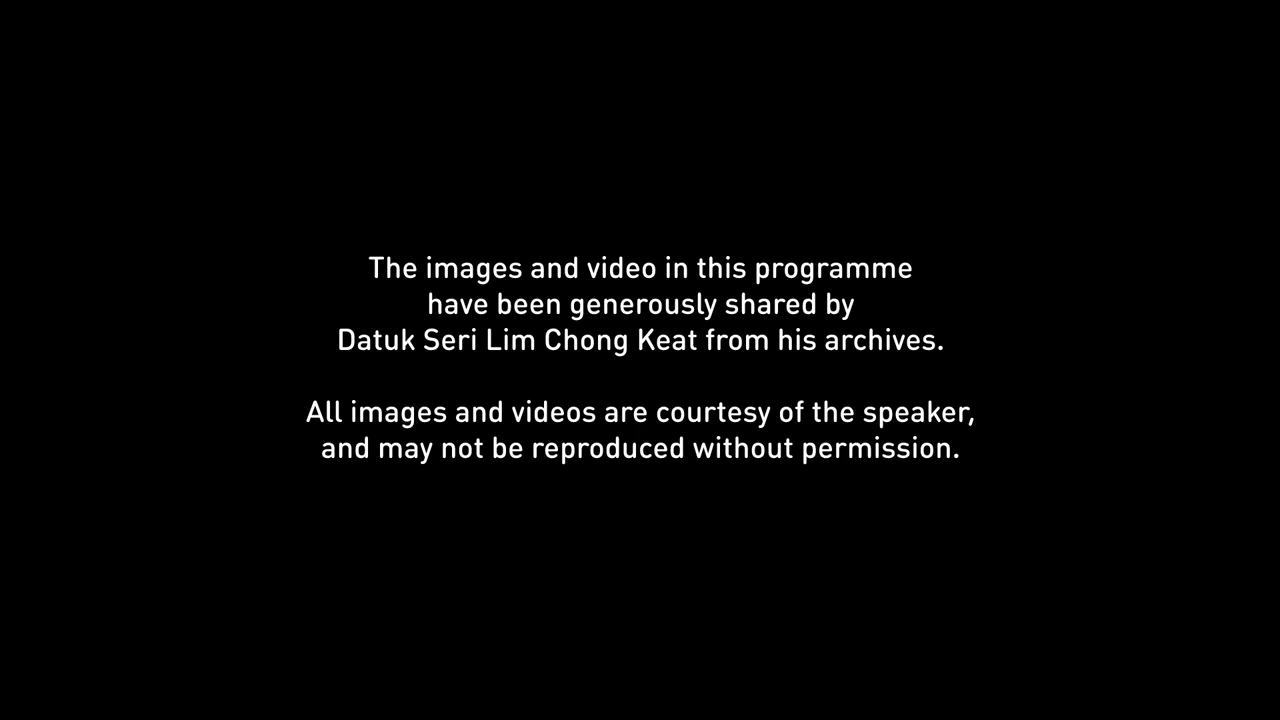 The images and video in this programme
have been generously shared by
Datuk Seri Lim Chong Keat from his archives.
All images and videos are courtesy of the speaker,
and may not be reproduced without permission.